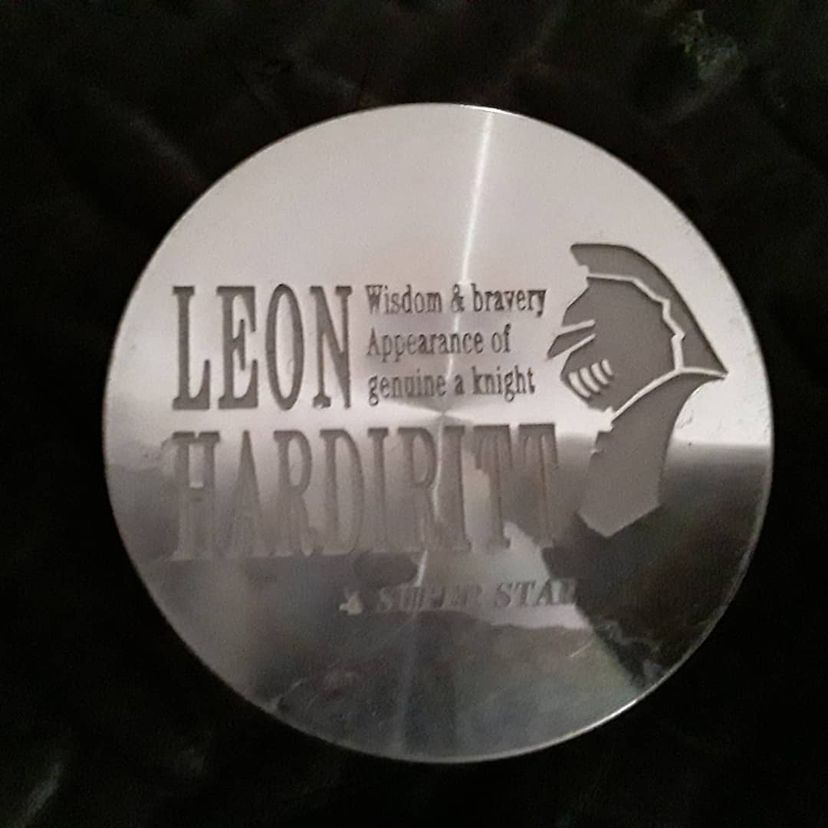 LEON
Wisdom & bravery
Appearance of
genuine a knight
HARDIRITT
SUPER STAR